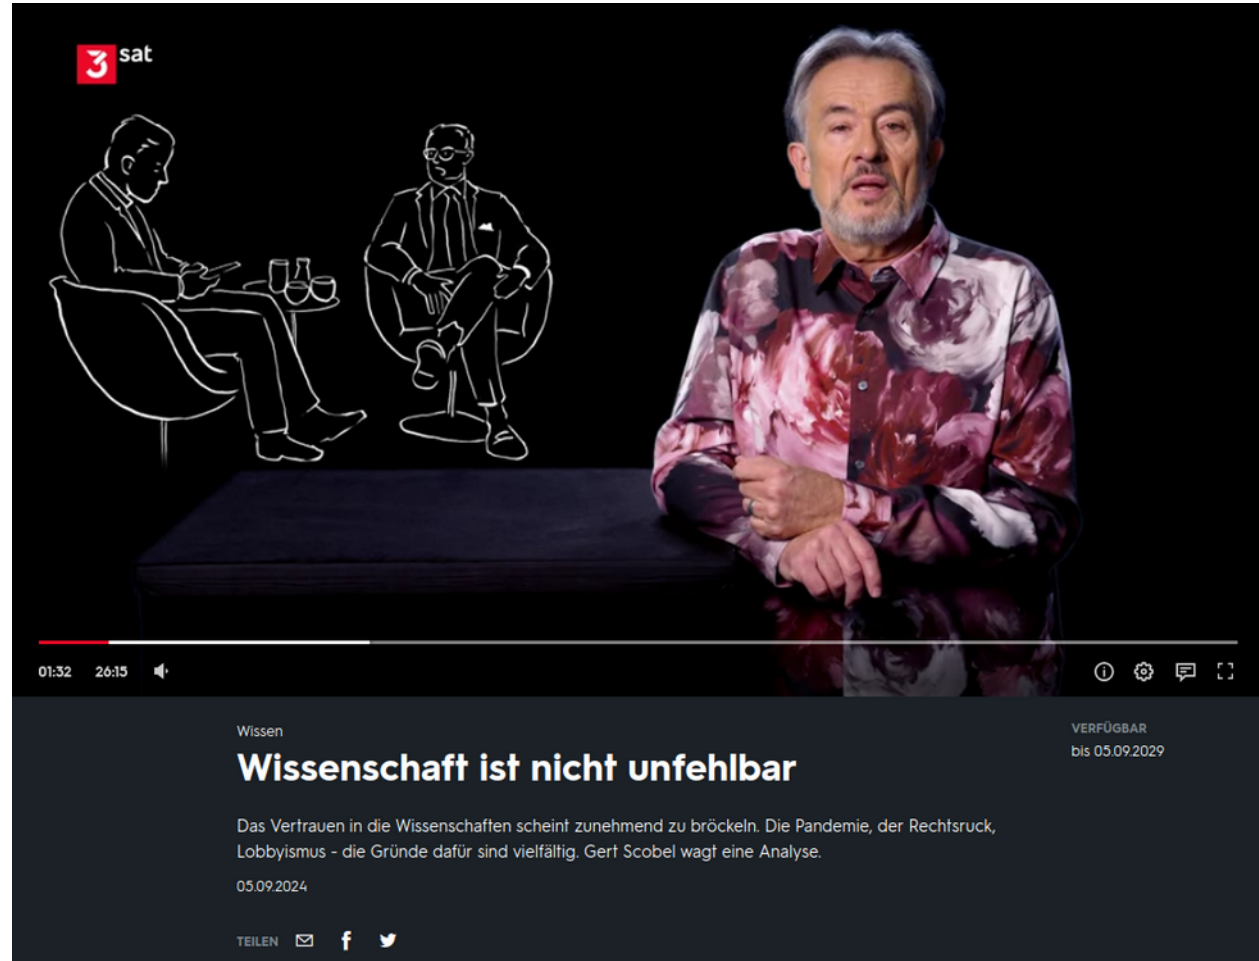 3 sat
01:32 26:15
Wissen
VERFÜGBAR
bis 05.09.2029
Wissenschaft ist nicht unfehlbar
Das Vertrauen in die Wissenschaften scheint zunehmend zu bröckeln. Die Pandemie, der Rechtsruck,
Lobbyismus - die Gründe dafür sind vielfältig. Gert Scobel wagt eine Analyse.
05.09.2024
TEILEN